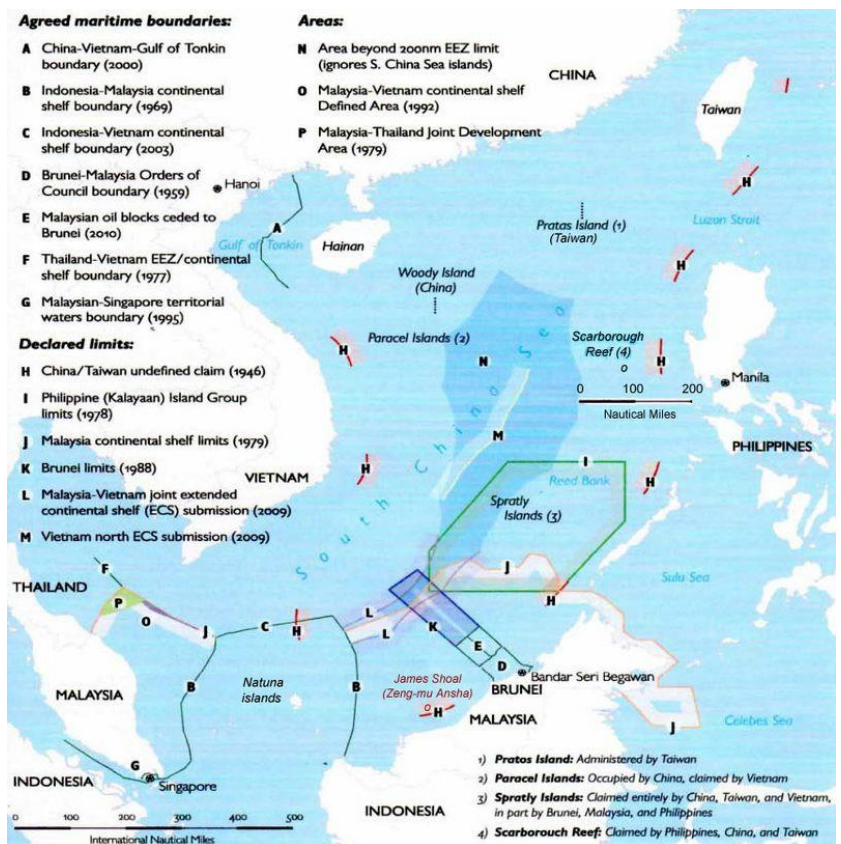 Agreed maritime boundaries:
A China-Vietnam-Gulf of Tonkin
boundary (2000)
B Indonesia-Malaysia continental
shelf boundary (1969)
C Indonesia-Vietnam continental
shelf boundary (2003)
D Brunei-Malaysia Orders of
Council boundary (1959)
E Malaysian oil blocks ceded to
Brunei (2010)
F Thailand-Vietnam EEZ/continental
shelf boundary (1977)
G Malaysian-Singapore territorial
waters boundary (1995)
Declared limits:
H China/Taiwan undefined claim (1946)
I Philippine (Kalayaan) Island Group
limits (1978)
J Malaysia continental shelf limits (1979)
K Brunei limits (1988)
L Malaysia-Vietnam joint extended
continental shelf (ECS) submission (2009)
M Vietnam north ECS submission (2009)
Areas:
N Area beyond 200nm EEZ limit
(ignores S. China Sea islands)
O Malaysia-Vietnam continental shelf
Defined Area (1992)
P Malaysia-Thailand Joint Development
Area (1979)
CHINA
Taiwan
H
Luzon Strait
Hanoi
A
Gulf of Tonkin
Hainan
Pratas Island (1)
(Taiwan)
H
Woody Island
(China)
H
Paracel Islands (2)
N
Scarborough
Reef (4)
H
Manila
0 100 200
Nautical Miles
PHILIPPINES
M
VIETNAM
H
I
Reed Bank
H
Spratly
Islands (3)
South China Sea
THAILAND
F
P
O
J
C
H
L
L
K
J
H
Sulu Sea
E
D
Bandar Seri Begawan
BRUNEI
MALAYSIA
B
Natuna
islands
B
James Shoal
(Zeng-mu Ansha)
H
MALAYSIA
J
Celebes Sea
G
Singapore
INDONESIA
INDONESIA
0 100 200 300 400 500
International Nautical Miles
1) Pratos Island: Administered by Taiwan
2) Paracel Islands: Occupied by China, claimed by Vietnam
3) Spratly Islands: Claimed entirely by China, Taiwan, and Vietnam,
in part by Brunei, Malaysia, and Philippines
4) Scarborouch Reef: Claimed by Philippines, China, and Taiwan